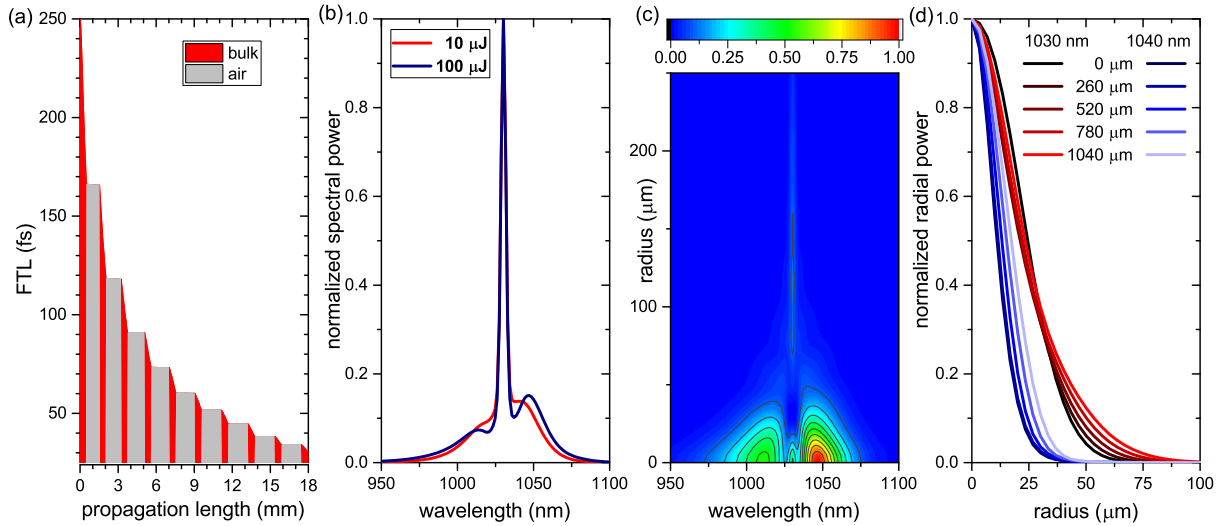 (a)
250
200
150
100
50
FTL (fs)
bulk
air
0 3 6 9 12 15 18
propagation length (mm)
(b)
1.0
0.8
0.6
0.4
0.2
0.0
normalized spectral power
10 μJ
100 μJ
950 1000 1050 1100
wavelength (nm)
(c)
0.00 0.25 0.50 0.75 1.00
200
100
0
radius (μm)
950 1000 1050 1100
wavelength (nm)
(d)
1.0
0.8
0.6
0.4
0.2
0.0
normalized radial power
1030 nm 1040 nm
0 μm
260 μm
520 μm
780 μm
1040 μm
0 25 50 75 100
radius (μm)